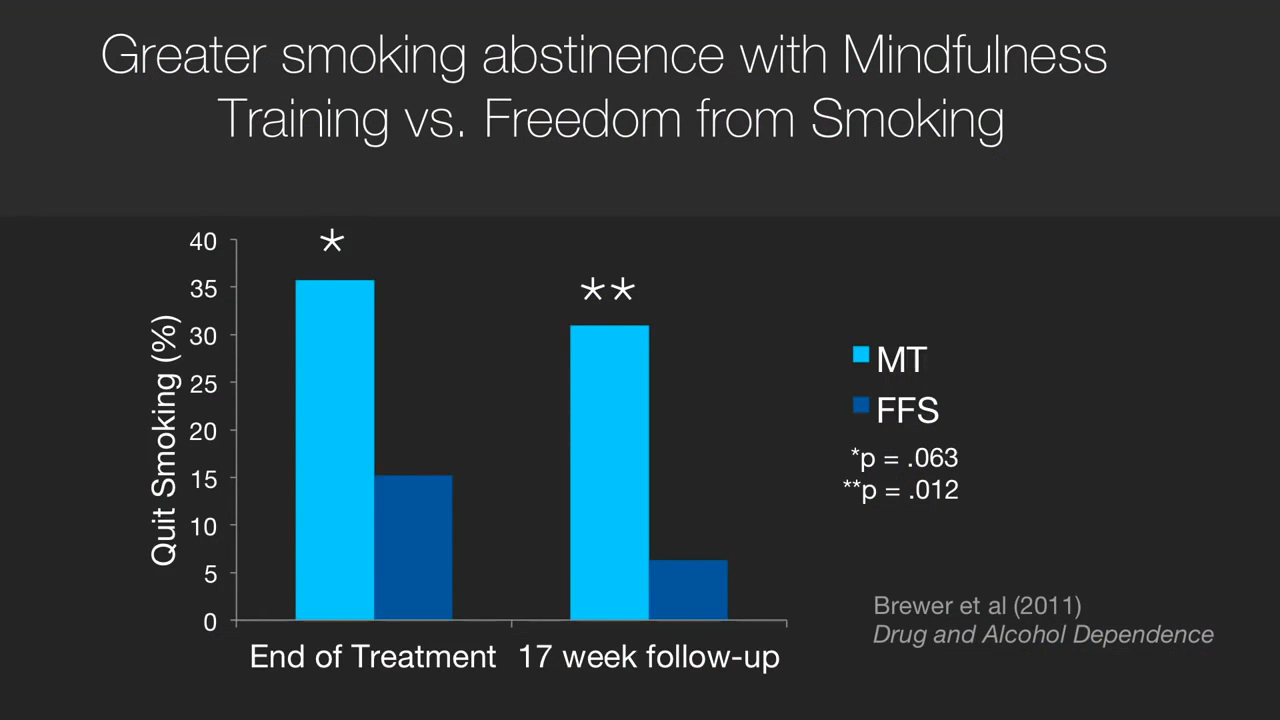 Greater smoking abstinence with Mindfulness
Training vs. Freedom from Smoking
40
35
30
25
20
15
10
5
0
Quit Smoking (%)
*
**
End of Treatment
17 week follow-up
MT
FFS
*p = .063
**p = .012
Brewer et al (2011)
Drug and Alcohol Dependence